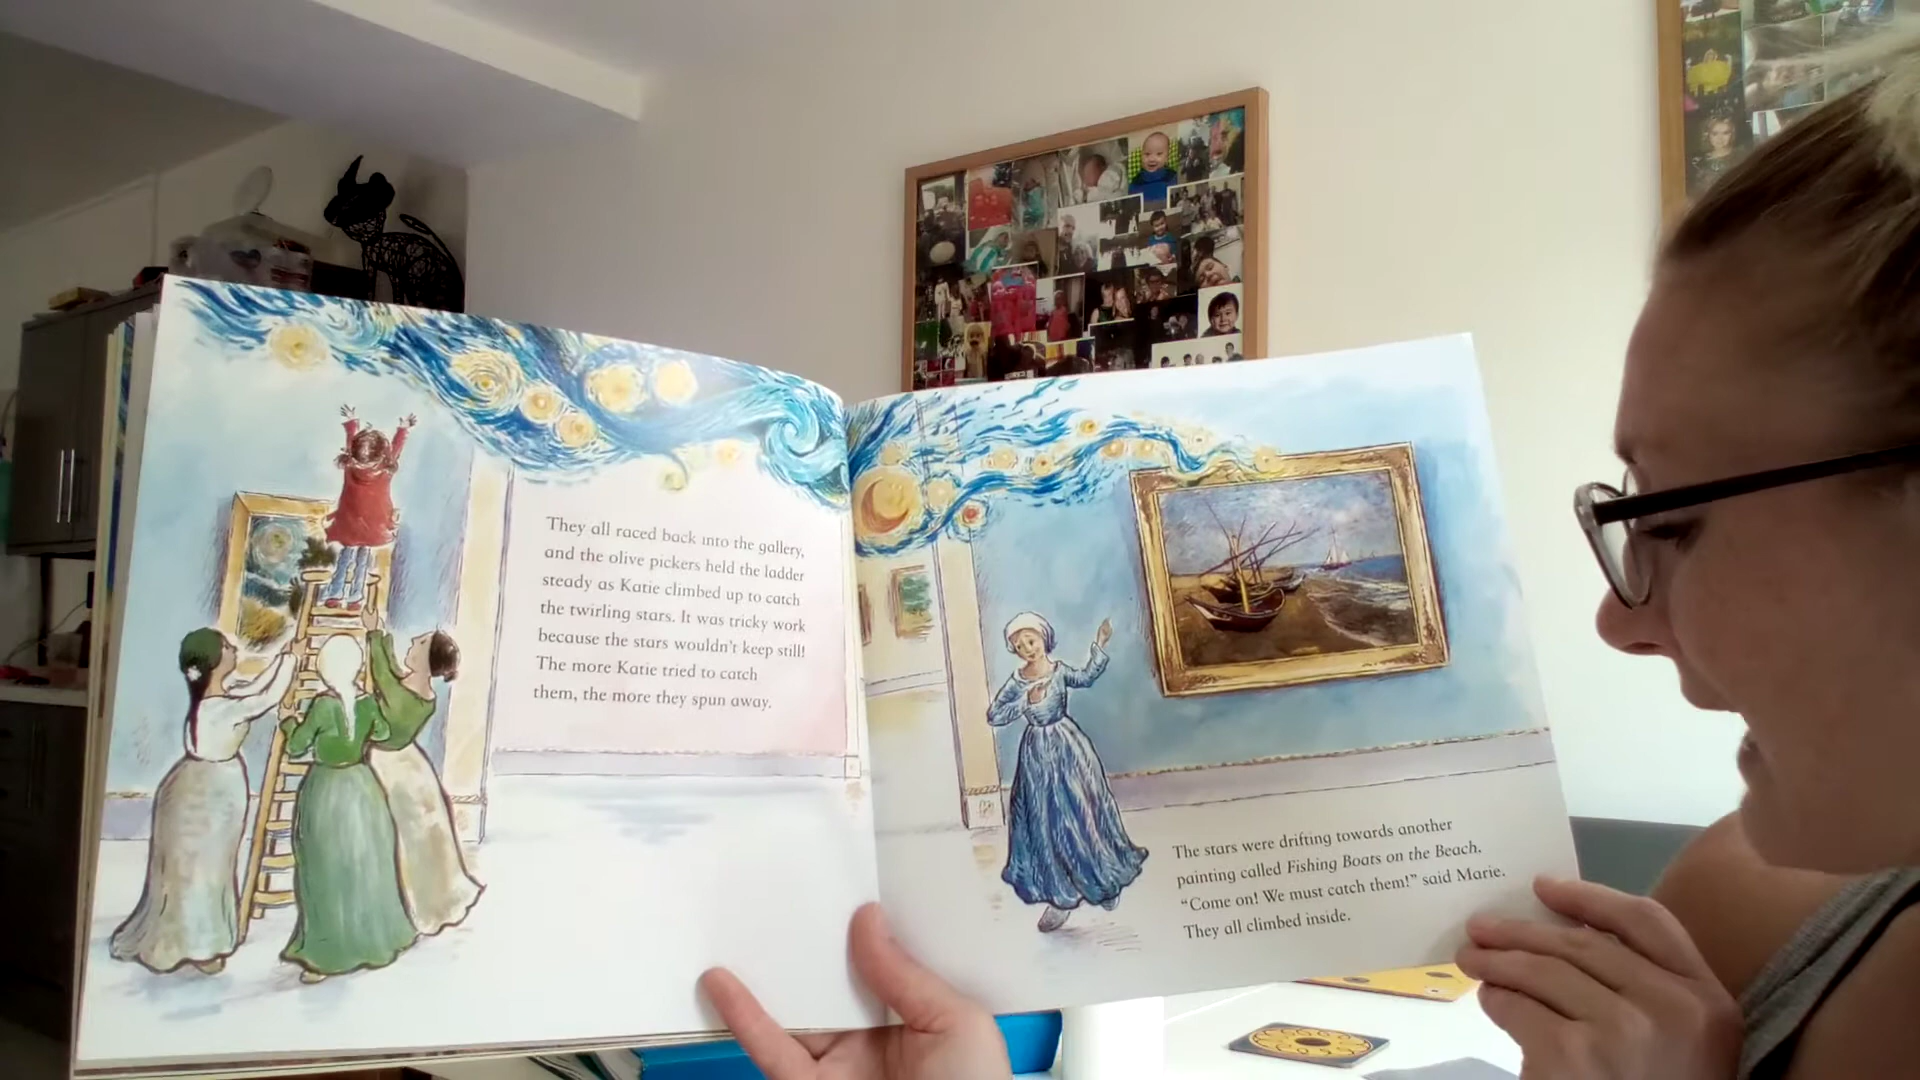 They all raced back into the gallery,
and the olive pickers held the ladder
steady as Katie climbed up to catch
the twirling stars. It was tricky work
because the stars wouldn't keep still!
The more Katie tried to catch
them, the more they spun away.
The stars were drifting towards another
painting called Fishing Boats on the Beach.
“Come on! We must catch them!” said Marie.
They all climbed inside.